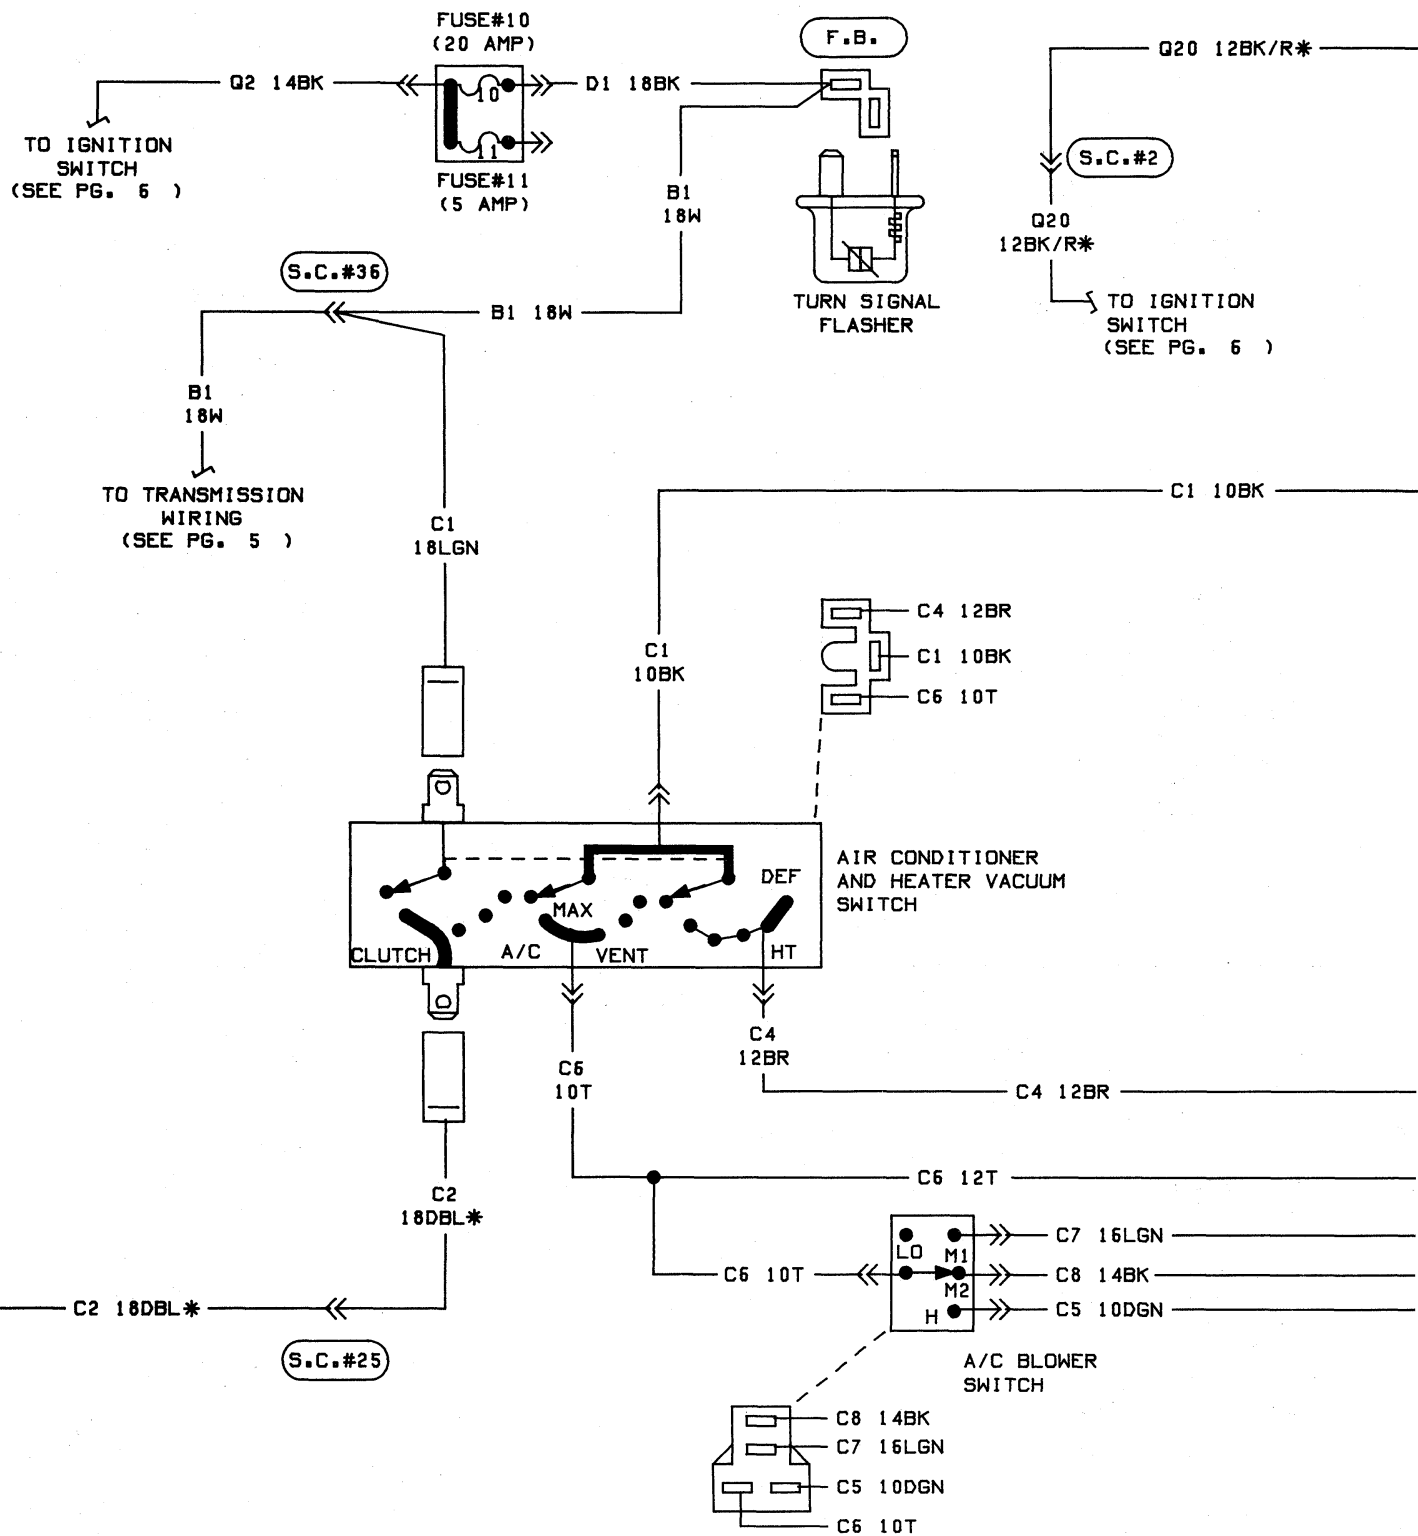 FUSE#10
(20 AMP)
F.B.
Q20 12BK/R*
Q2 14BK
10
D1 18BK
11
TO IGNITION
SWITCH
(SEE PG. 6 )
FUSE#11
(5 AMP)
B1
18W
S.C.#2
Q20
12BK/R*
S.C.#36
B1 18W
TURN SIGNAL
FLASHER
TO IGNITION
SWITCH
(SEE PG. 6 )
B1
18W
TO TRANSMISSION
WIRING
(SEE PG. 5 )
C1
18LGN
C1 10BK
C1
10BK
C4 12BR
C1 10BK
C6 10T
AIR CONDITIONER
AND HEATER VACUUM
SWITCH
DEF
MAX
CLUTCH
A/C
VENT
HT
C4
12BR
C6
10T
C4 12BR
C6 12T
C2
18DBL*
C6 10T
LO
M1
M2
H
C7 16LGN
C8 14BK
C5 10DGN
C2 18DBL*
S.C.#25
A/C BLOWER
SWITCH
C8 14BK
C7 16LGN
C5 10DGN
C6 10T